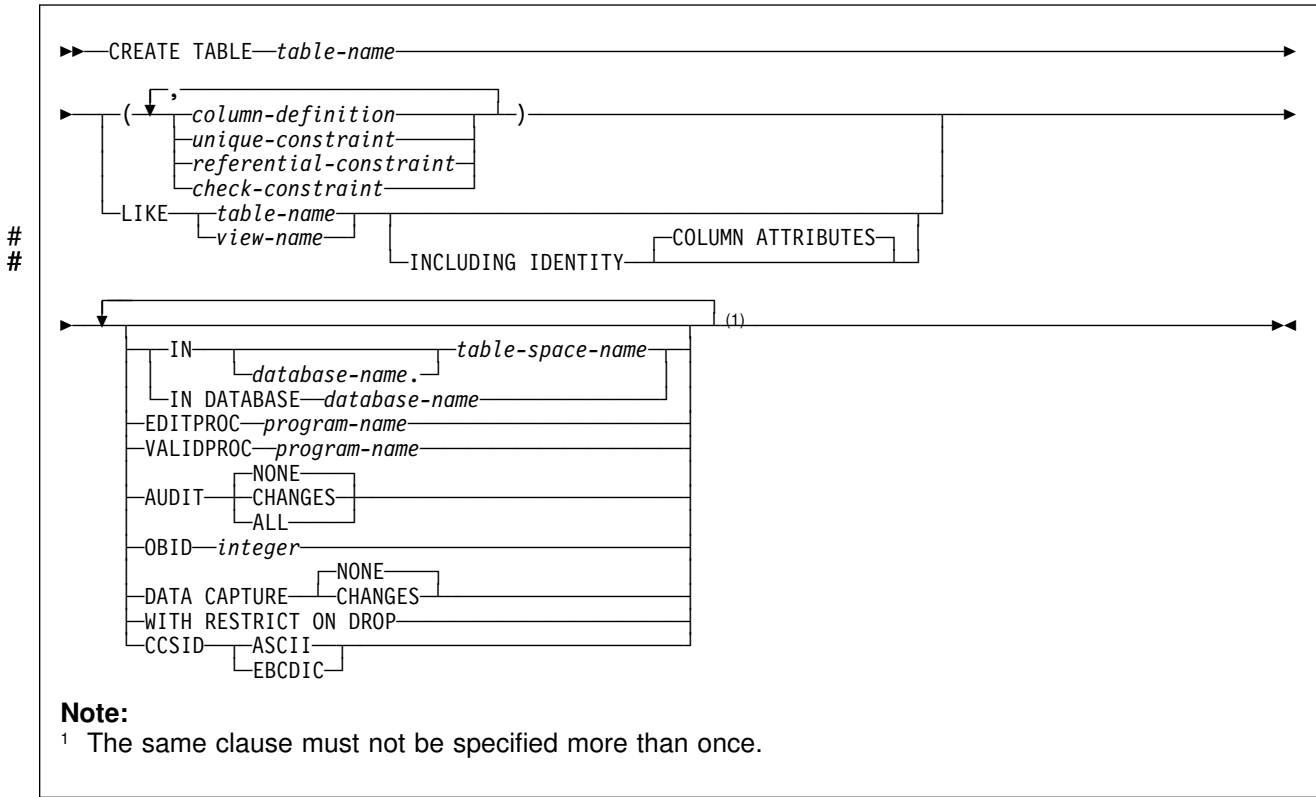 CREATE TABLE table-name
,
( column-definition )
unique-constraint
referential-constraint
check-constraint
LIKE table-name
# view-name COLUMN ATTRIBUTES
# INCLUDING IDENTITY
(1)
IN table-space-name
database-name.
IN DATABASE database-name
EDITPROC program-name
VALIDPROC program-name
NONE
AUDIT CHANGES
ALL
OBID integer
NONE
DATA CAPTURE CHANGES
WITH RESTRICT ON DROP
CCSID ASCII
EBCDIC
Note:
1 The same clause must not be specified more than once.